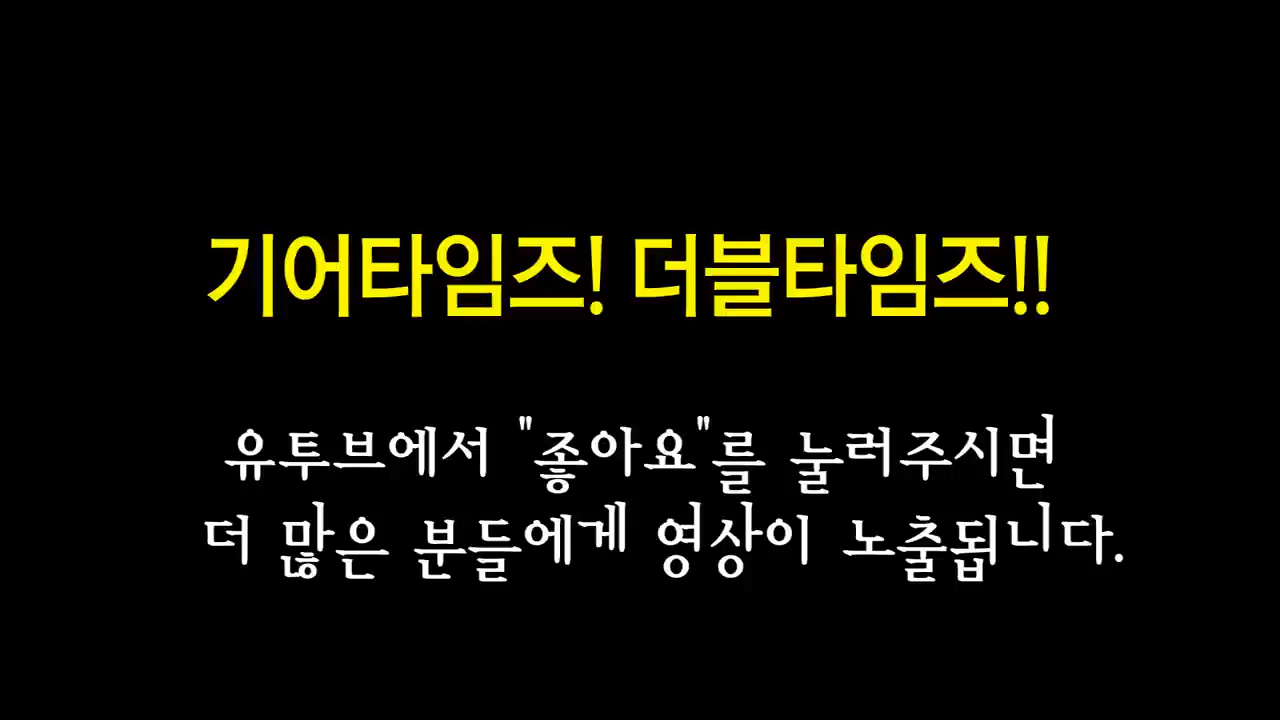 기어타임즈! 더블타임즈!!
유투브에서 "좋아요"를 눌러주시면
더 많은 분들에게 영상이 노출됩니다.